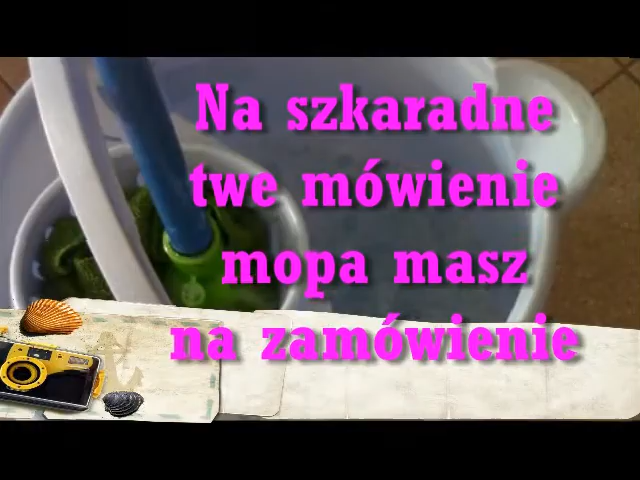 Na szkaradne
twe mówienie
mopa masz
na zamówienie